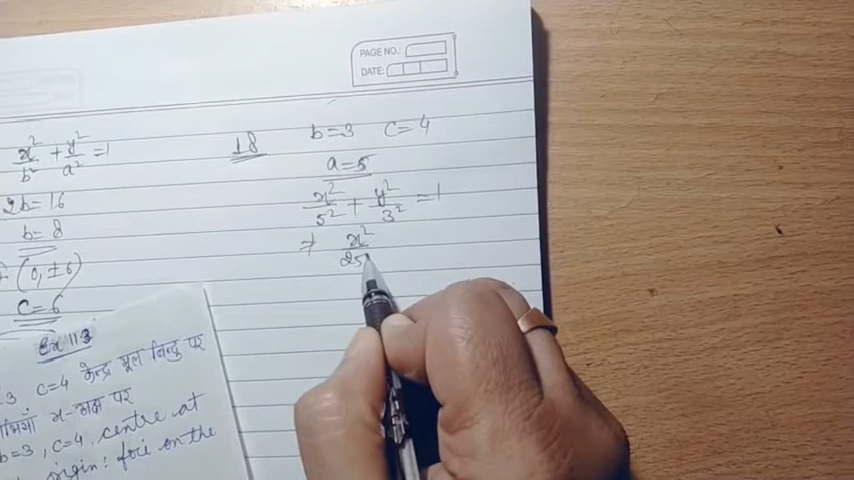 PAGE NO.:
DATE:
x²/b² + y²/a² = 1
2b = 16
b = 8
(0, ±6)
c = 6
18 b = 3 c = 4
a = 5
x²/5² + y²/3² = 1
⇒ x²/25
Ex 11.3
=3 c=4 केन्द्र मूल बिन्दु पर
x-अक्ष पर
b=3, c=4, centre at
origin: foci on the